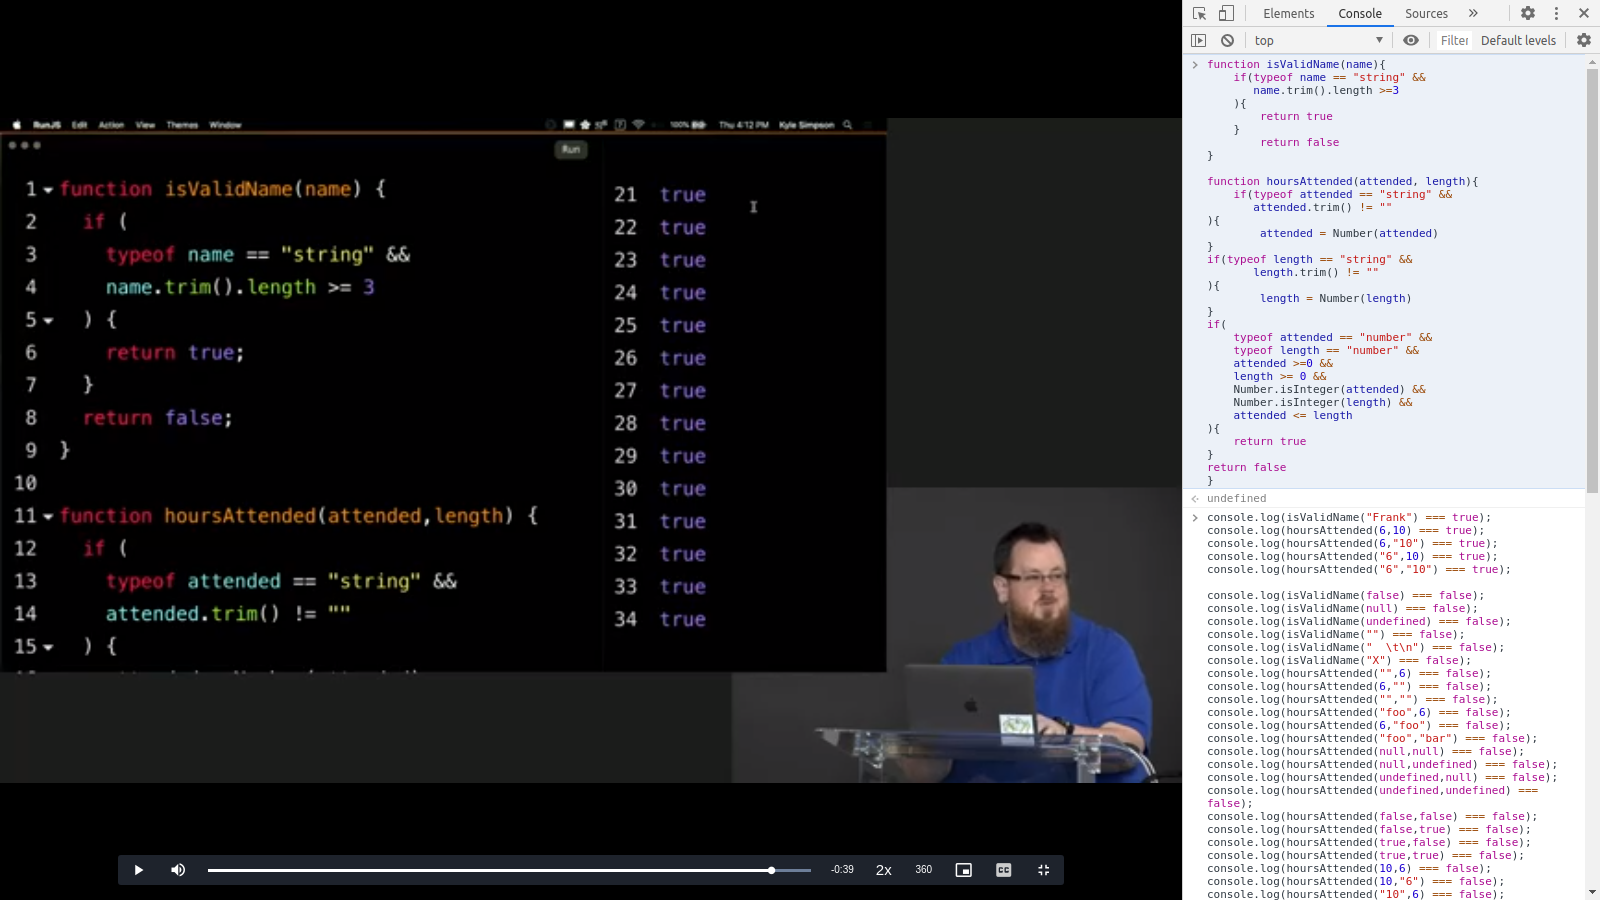 RunJS Edit Action View Themes Window
100% Thu 4:12 PM Kyle Simpson
Run
1 function isValidName(name) {
2 if (
3 typeof name == "string" &&
4 name.trim().length >= 3
5 ) {
6 return true;
7 }
8 return false;
9 }
10
11 function hoursAttended(attended,length) {
12 if (
13 typeof attended == "string" &&
14 attended.trim() != ""
15 ) {
21 true
22 true
23 true
24 true
25 true
26 true
27 true
28 true
29 true
30 true
31 true
32 true
33 true
34 true
-0:39 2x 360 CC
Elements Console Sources »
top Filter Default levels
function isValidName(name){
if(typeof name == "string" &&
name.trim().length >=3
){
return true
}
return false
}
function hoursAttended(attended, length){
if(typeof attended == "string" &&
attended.trim() != ""
){
attended = Number(attended)
}
if(typeof length == "string" &&
length.trim() != ""
){
length = Number(length)
}
if(
typeof attended == "number" &&
typeof length == "number" &&
attended >=0 &&
length >= 0 &&
Number.isInteger(attended) &&
Number.isInteger(length) &&
attended <= length
){
return true
}
return false
}
undefined
console.log(isValidName("Frank") === true);
console.log(hoursAttended(6,10) === true);
console.log(hoursAttended(6,"10") === true);
console.log(hoursAttended("6",10) === true);
console.log(hoursAttended("6","10") === true);
console.log(isValidName(false) === false);
console.log(isValidName(null) === false);
console.log(isValidName(undefined) === false);
console.log(isValidName("") === false);
console.log(isValidName("  \t\n") === false);
console.log(isValidName("X") === false);
console.log(hoursAttended("",6) === false);
console.log(hoursAttended(6,"") === false);
console.log(hoursAttended("","") === false);
console.log(hoursAttended("foo",6) === false);
console.log(hoursAttended(6,"foo") === false);
console.log(hoursAttended("foo","bar") === false);
console.log(hoursAttended(null,null) === false);
console.log(hoursAttended(null,undefined) === false);
console.log(hoursAttended(undefined,null) === false);
console.log(hoursAttended(undefined,undefined) ===
false);
console.log(hoursAttended(false,false) === false);
console.log(hoursAttended(false,true) === false);
console.log(hoursAttended(true,false) === false);
console.log(hoursAttended(true,true) === false);
console.log(hoursAttended(10,6) === false);
console.log(hoursAttended(10,"6") === false);
console.log(hoursAttended("10",6) === false);